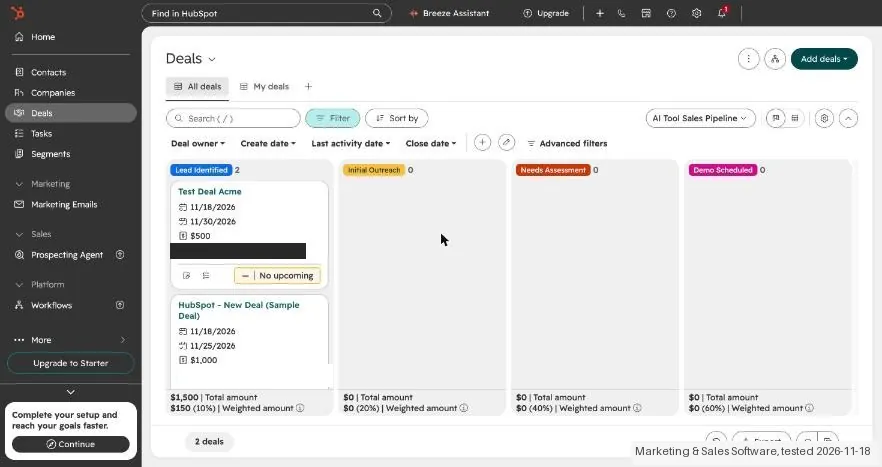 Find in HubSpot
Breeze Assistant
Upgrade
1
Home
Contacts
Companies
Deals
Tasks
Segments
Marketing
Marketing Emails
Sales
Prospecting Agent
Platform
Workflows
More
Upgrade to Starter
Complete your setup and
reach your goals faster.
Continue
Deals
Add deals
All deals
My deals
Search ( / )
Filter
Sort by
AI Tool Sales Pipeline
Deal owner
Create date
Last activity date
Close date
Advanced filters
Lead Identified 2
Test Deal Acme
11/18/2026
11/30/2026
$500
No upcoming
HubSpot - New Deal (Sample
Deal)
11/18/2026
11/25/2026
$1,000
$1,500 | Total amount
$150 (10%) | Weighted amount
Initial Outreach 0
$0 | Total amount
$0 (20%) | Weighted amount
Needs Assessment 0
$0 | Total amount
$0 (40%) | Weighted amount
Demo Scheduled 0
$0 | Total amount
$0 (60%) | Weighted amount
2 deals
Export
Marketing & Sales Software, tested 2026-11-18